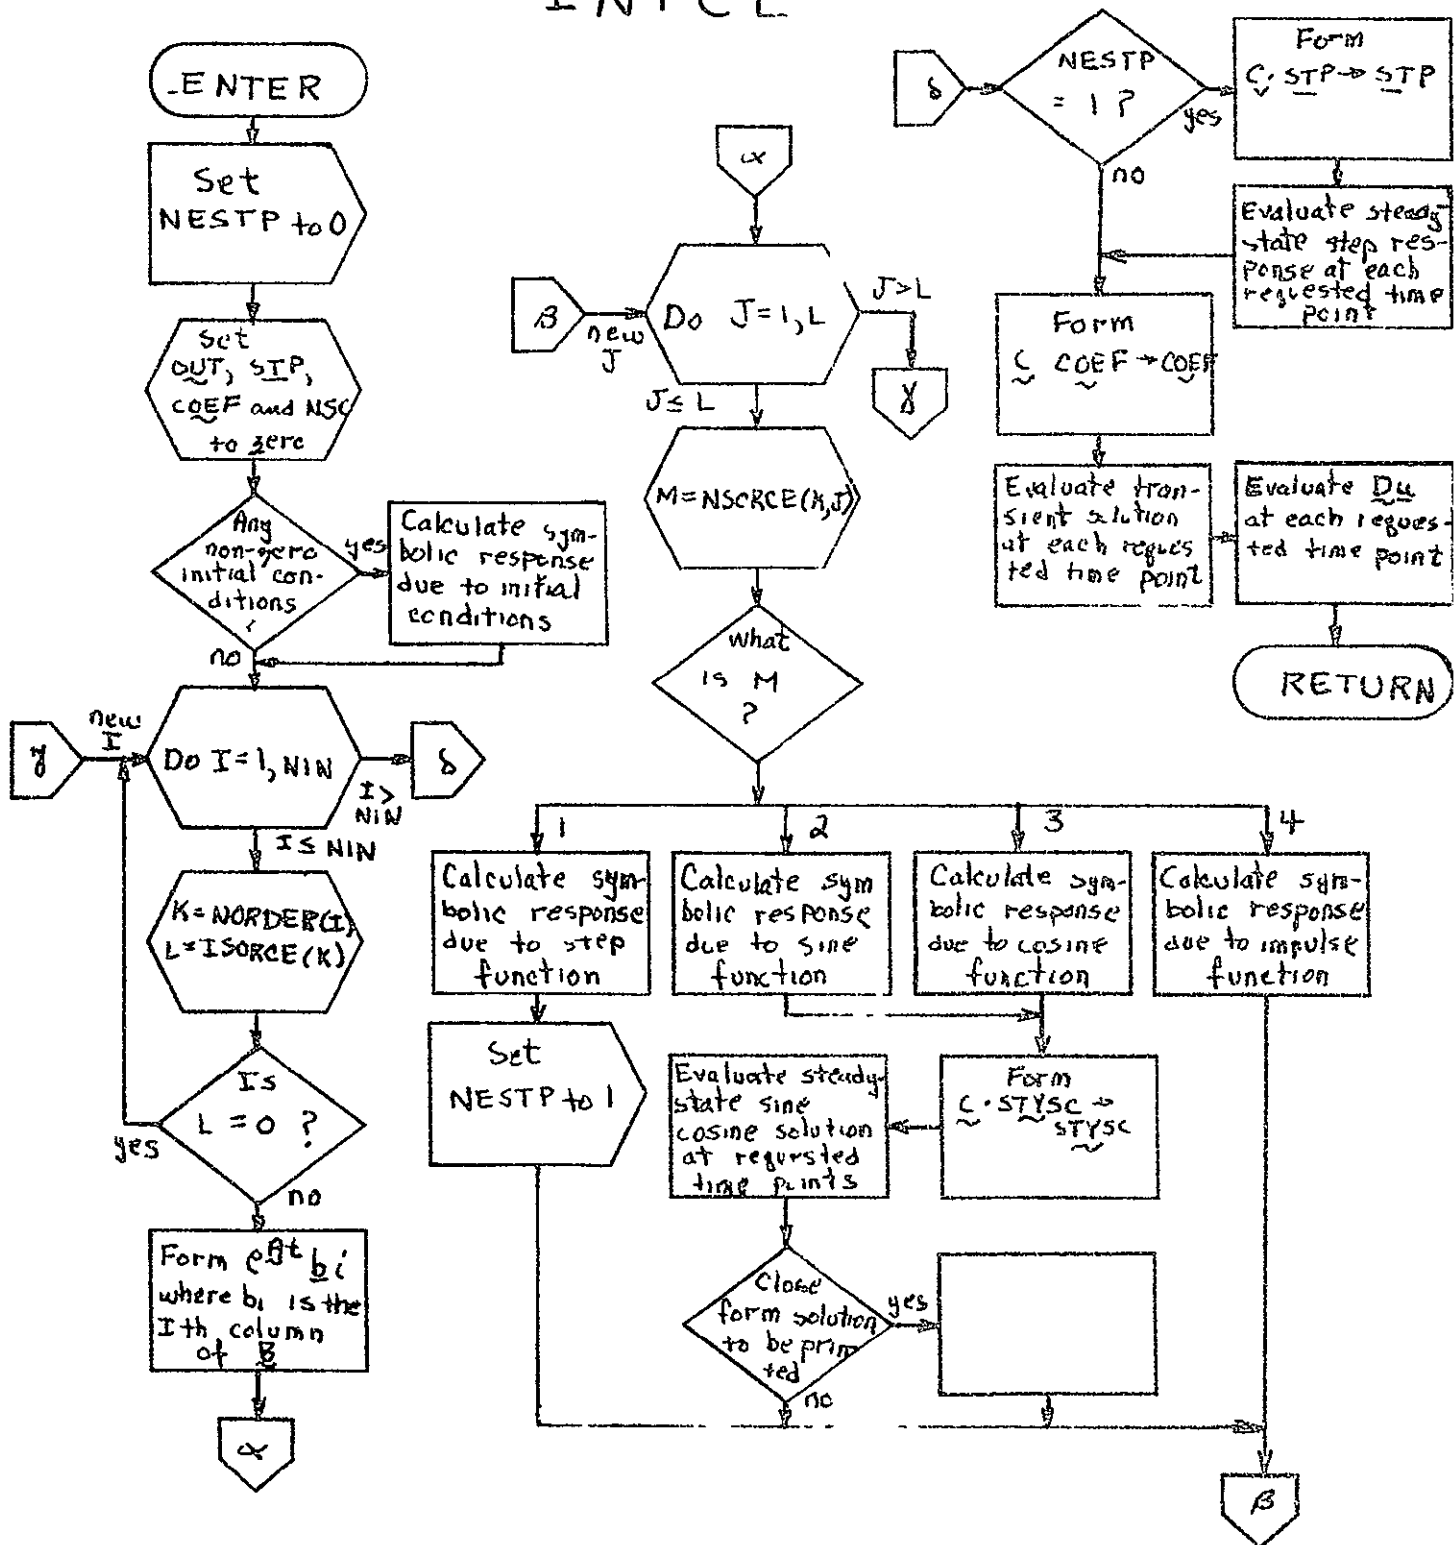 ENTER
Set
NESTP to 0
Set
OUT, STP,
COEF and NSC
to zero
Any
non-zero
initial con-
ditions
yes
no
Calculate sym-
bolic response
due to initial
conditions
new
I
Do I=1, NIN
I>
NIN
δ
I≤ NIN
K=NORDER(I)
L=ISORCE(K)
Is
L = 0 ?
yes
no
Form e^At bi
where bi is the
Ith column
of B
α
α
β
new
J
Do J=1, L
J>L
γ
J≤ L
M=NSCRCE(K,J)
What
is M
?
1
2
3
4
Calculate sym-
bolic response
due to step
function
Calculate sym
bolic response
due to sine
function
Calculate sym-
bolic response
due to cosine
function
Calculate sym-
bolic response
due to impulse
function
Set
NESTP to 1
Form
C · STYSC →
STYSC
Evaluate steady-
state sine
cosine solution
at requested
time points
Close
form solution
to be prin
ted
yes
no
β
δ
NESTP
= 1 ?
yes
no
Form
C · STP → STP
Evaluate steady-
state step res-
ponse at each
requested time
point
Form
C COEF → COEF
Evaluate tran-
sient solution
at each reques
ted time point
Evaluate Du
at each reques-
ted time point
RETURN